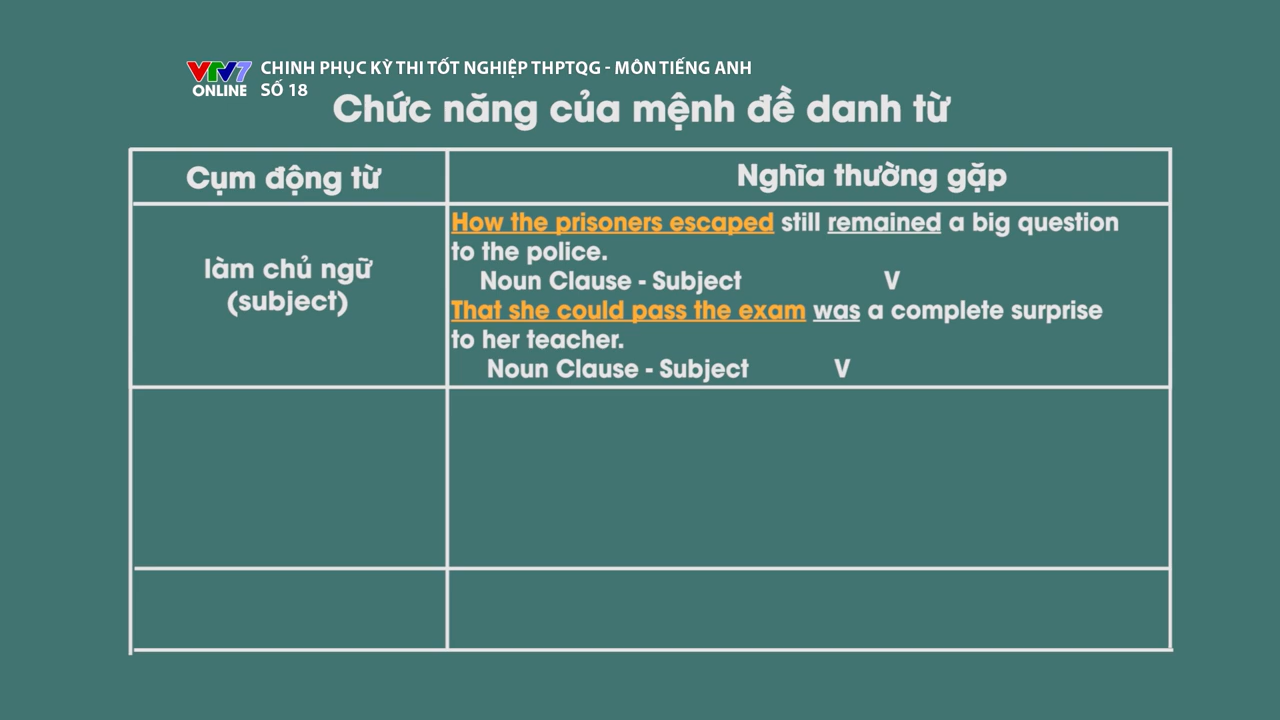 VTV7 CHINH PHỤC KỲ THI TỐT NGHIỆP THPTQG - MÔN TIẾNG ANH
ONLINE SỐ 18
Chức năng của mệnh đề danh từ
Cụm động từ
Nghĩa thường gặp
làm chủ ngữ
(subject)
How the prisoners escaped still remained a big question
to the police.
Noun Clause - Subject V
That she could pass the exam was a complete surprise
to her teacher.
Noun Clause - Subject V